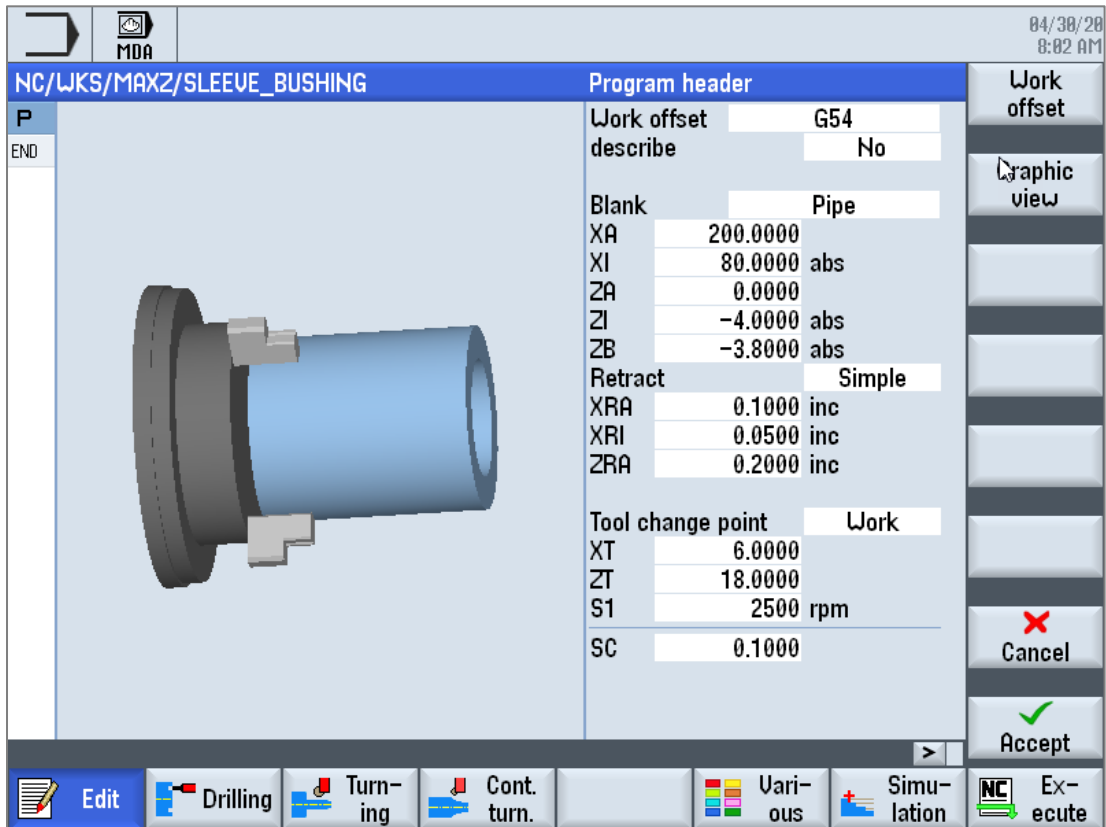 MDA
04/30/20
8:02 AM
NC/WKS/MAXZ/SLEEVE_BUSHING
Program header
Work offset
P
END
Work offset G54
describe No
Graphic view
Blank Pipe
XA 200.0000
XI 80.0000 abs
ZA 0.0000
ZI -4.0000 abs
ZB -3.8000 abs
Retract Simple
XRA 0.1000 inc
XRI 0.0500 inc
ZRA 0.2000 inc
Tool change point Work
XT 6.0000
ZT 18.0000
S1 2500 rpm
SC 0.1000
Cancel
Accept
>
Edit
Drilling
Turn-
ing
Cont.
turn.
Vari-
ous
Simu-
lation
NC
Ex-
ecute